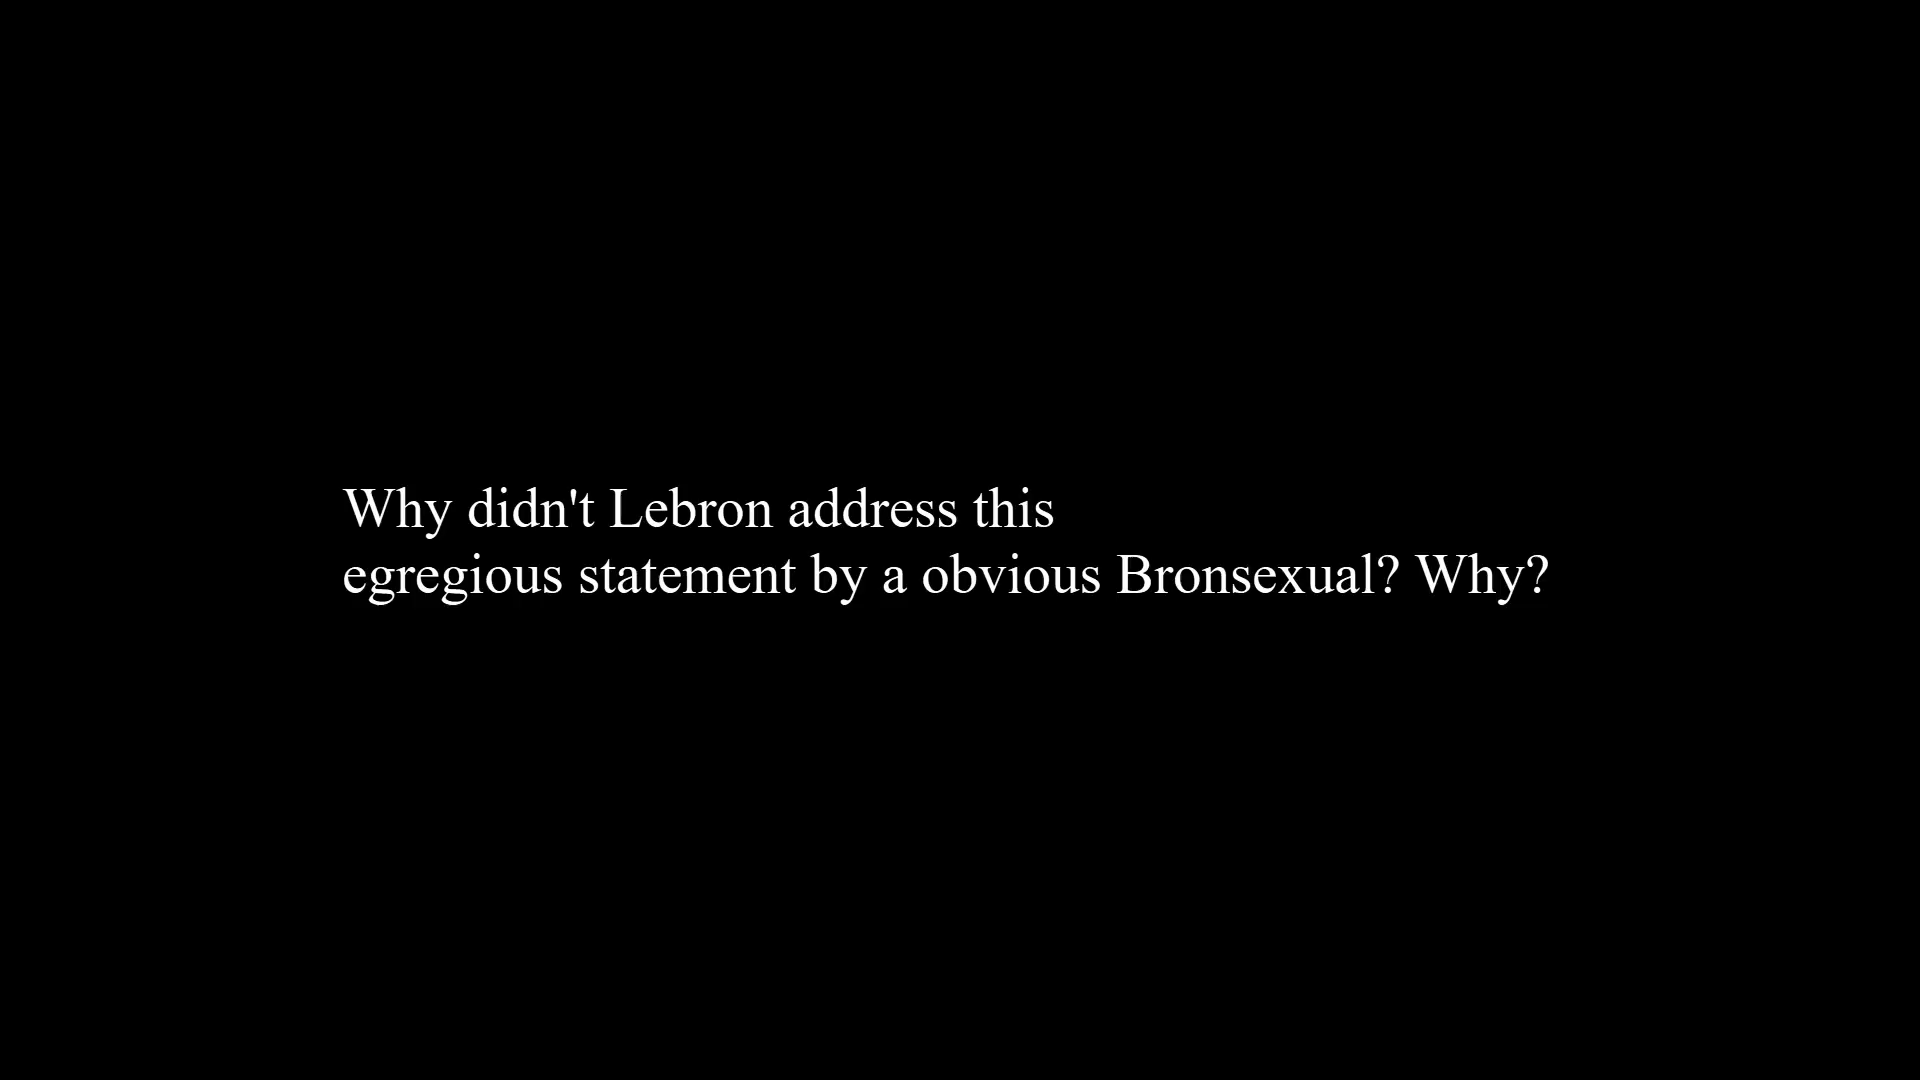 Why didn't Lebron address this
egregious statement by a obvious Bronsexual? Why?